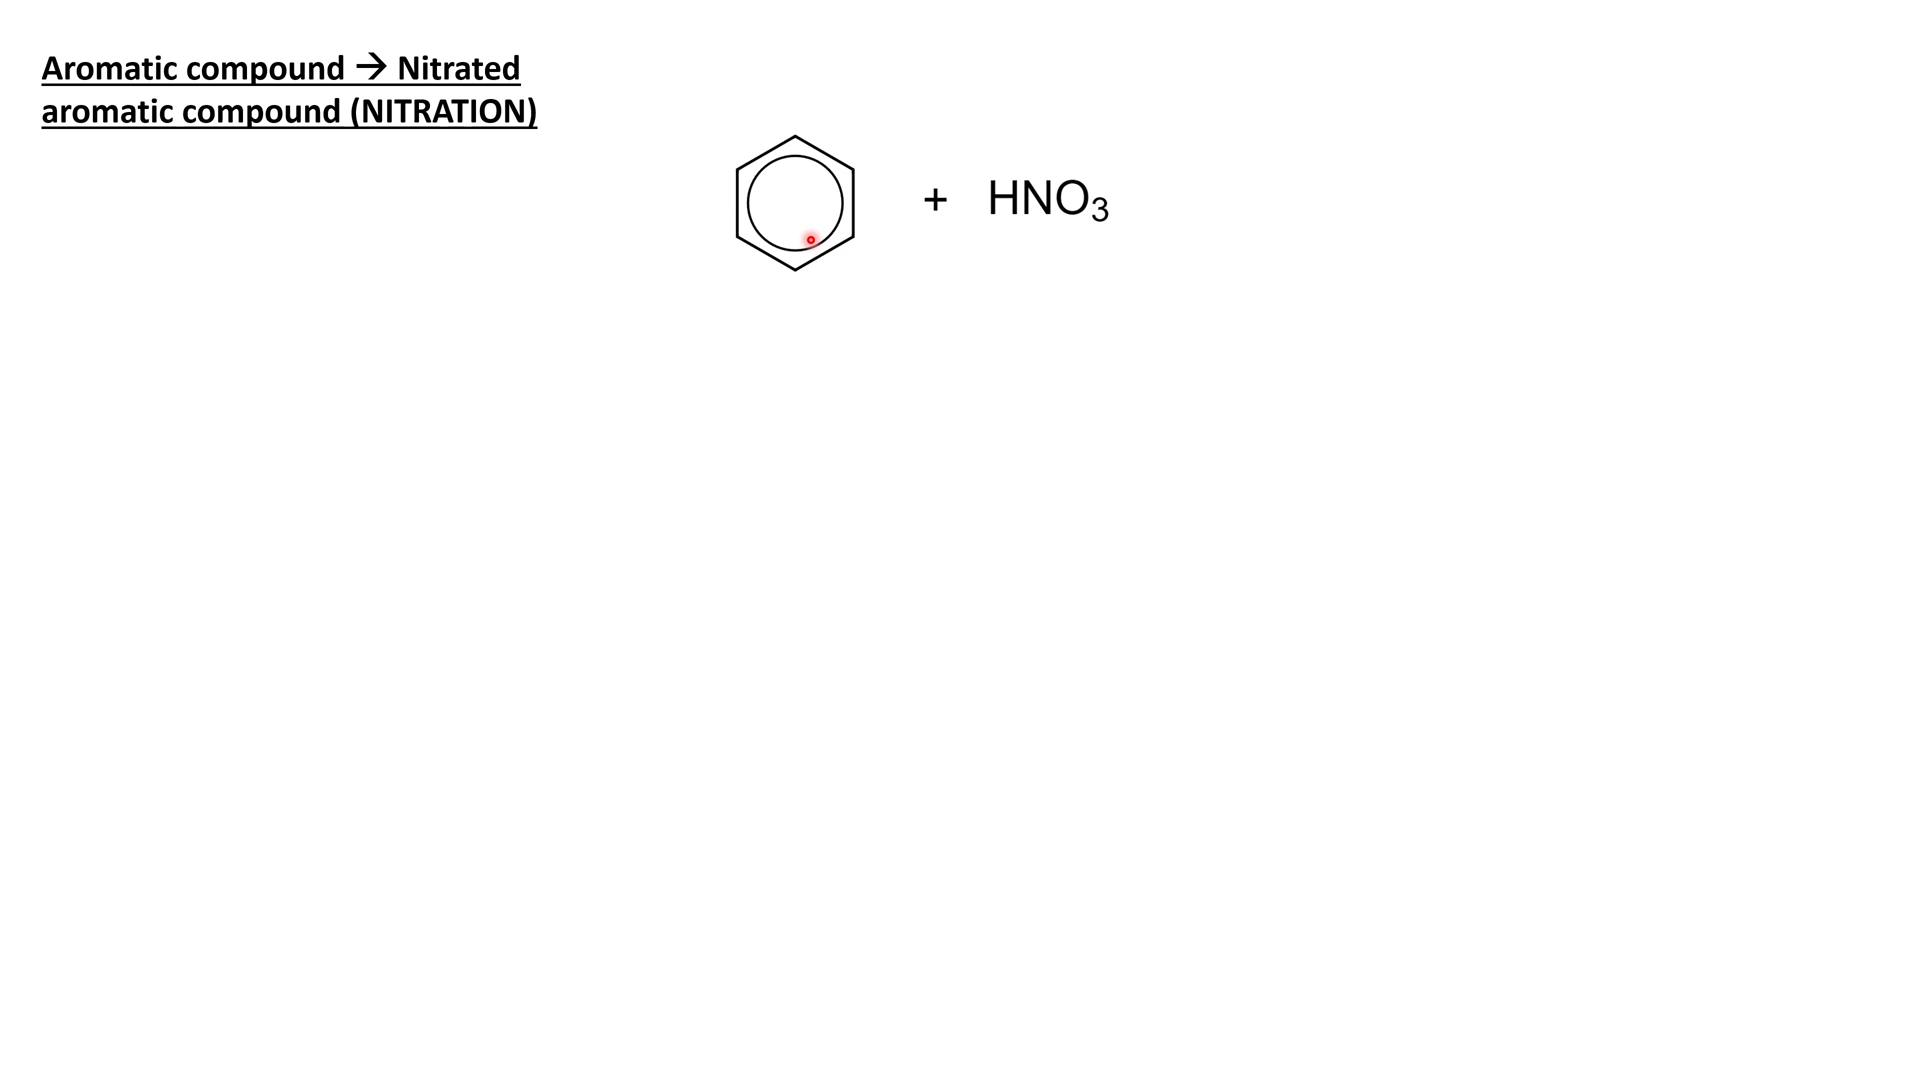 Aromatic compound → Nitrated
aromatic compound (NITRATION)
+ HNO₃